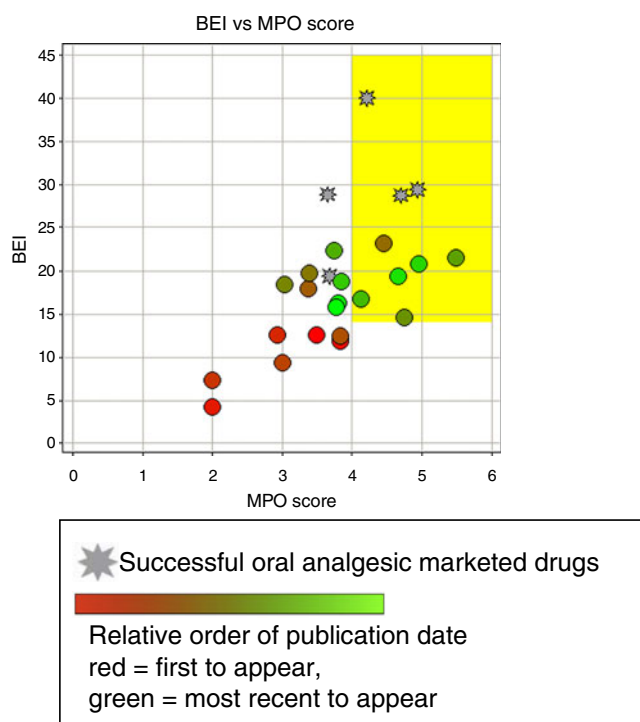 BEI vs MPO score
45
40
35
30
25
20
15
10
5
0
BEI
0 1 2 3 4 5 6
MPO score
Successful oral analgesic marketed drugs
Relative order of publication date
red = first to appear,
green = most recent to appear